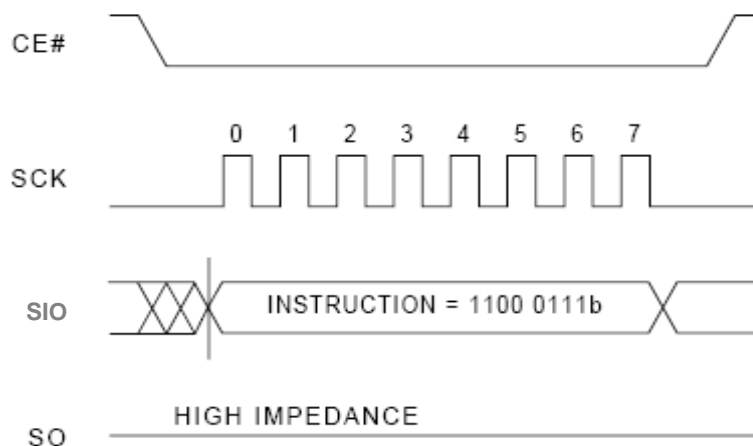 CE#
0 1 2 3 4 5 6 7
SCK
SIO
INSTRUCTION = 1100 0111b
HIGH IMPEDANCE
SO